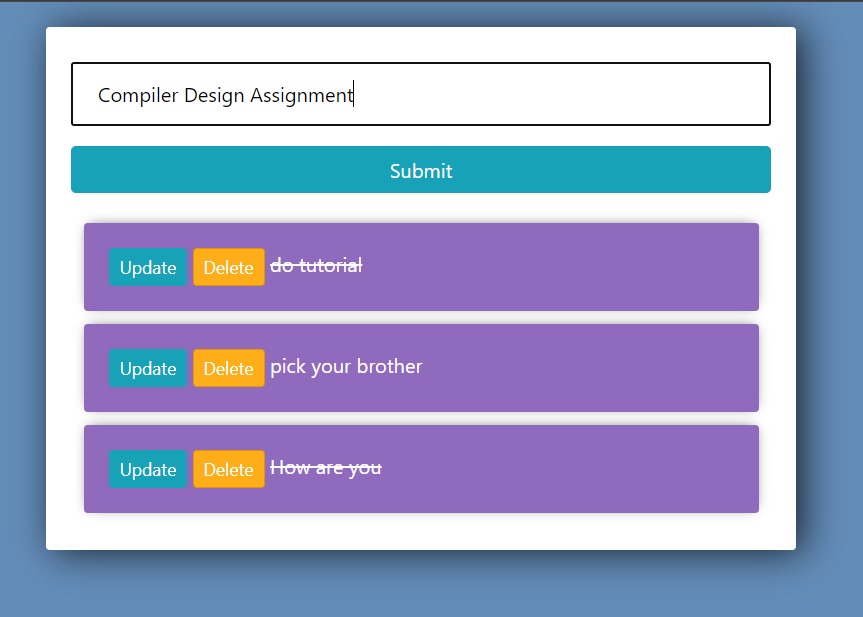 Compiler Design Assignment
Submit
Update Delete do tutorial
Update Delete pick your brother
Update Delete How are you